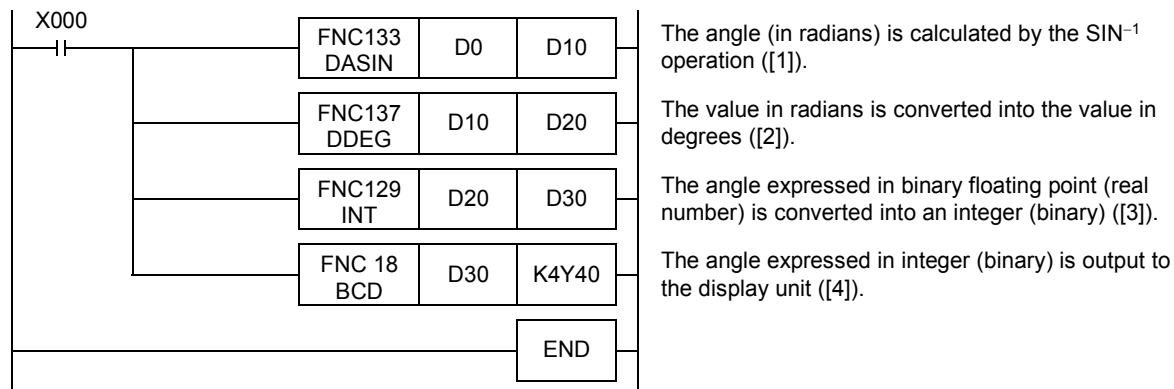 X000
FNC133
DASIN
D0
D10
The angle (in radians) is calculated by the SIN⁻¹
operation ([1]).
FNC137
DDEG
D10
D20
The value in radians is converted into the value in
degrees ([2]).
FNC129
INT
D20
D30
The angle expressed in binary floating point (real
number) is converted into an integer (binary) ([3]).
FNC 18
BCD
D30
K4Y40
The angle expressed in integer (binary) is output to
the display unit ([4]).
END